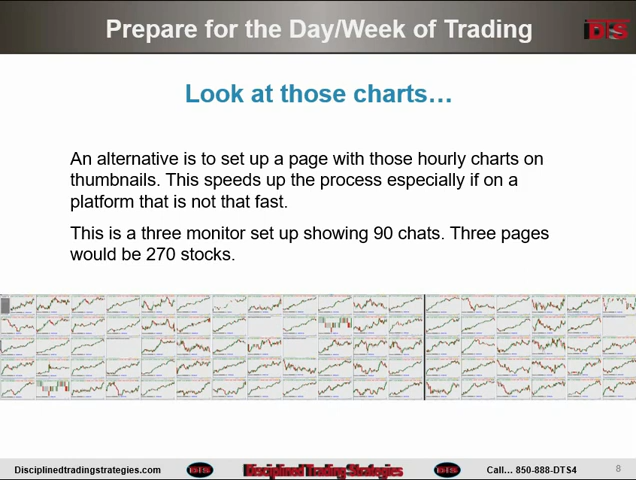 Prepare for the Day/Week of Trading
DTS
Look at those charts…
An alternative is to set up a page with those hourly charts on
thumbnails. This speeds up the process especially if on a
platform that is not that fast.
This is a three monitor set up showing 90 chats. Three pages
would be 270 stocks.
Disciplinedtradingstrategies.com
DTS
Disciplined Trading Strategies
DTS
Call… 850-888-DTS4
8